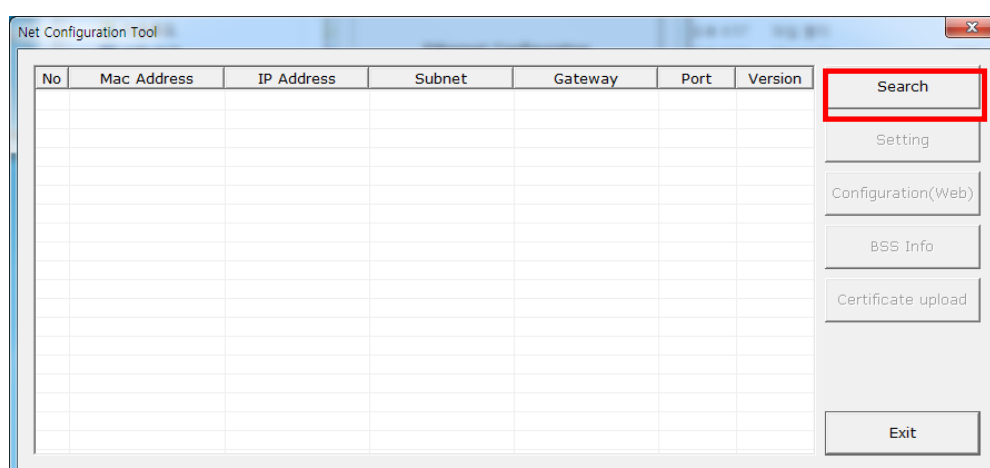 Net Configuration Tool
No Mac Address IP Address Subnet Gateway Port Version
Search
Setting
Configuration(Web)
BSS Info
Certificate upload
Exit